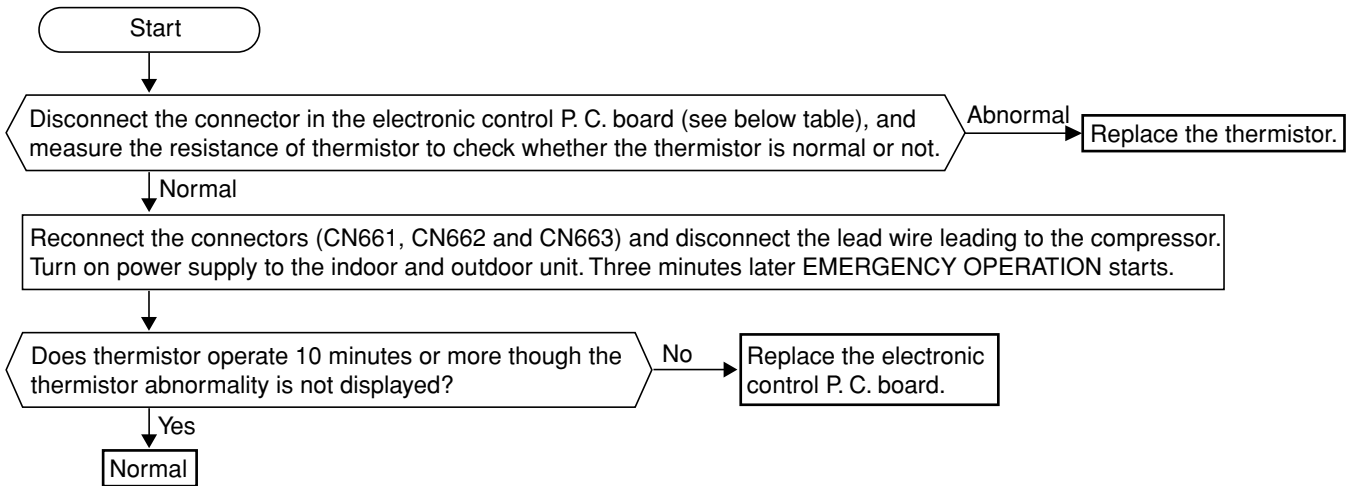 Start
Disconnect the connector in the electronic control P. C. board (see below table), and
measure the resistance of thermistor to check whether the thermistor is normal or not.
Abnormal
Replace the thermistor.
Normal
Reconnect the connectors (CN661, CN662 and CN663) and disconnect the lead wire leading to the compressor.
Turn on power supply to the indoor and outdoor unit. Three minutes later EMERGENCY OPERATION starts.
Does thermistor operate 10 minutes or more though the
thermistor abnormality is not displayed?
No
Replace the electronic
control P. C. board.
Yes
Normal